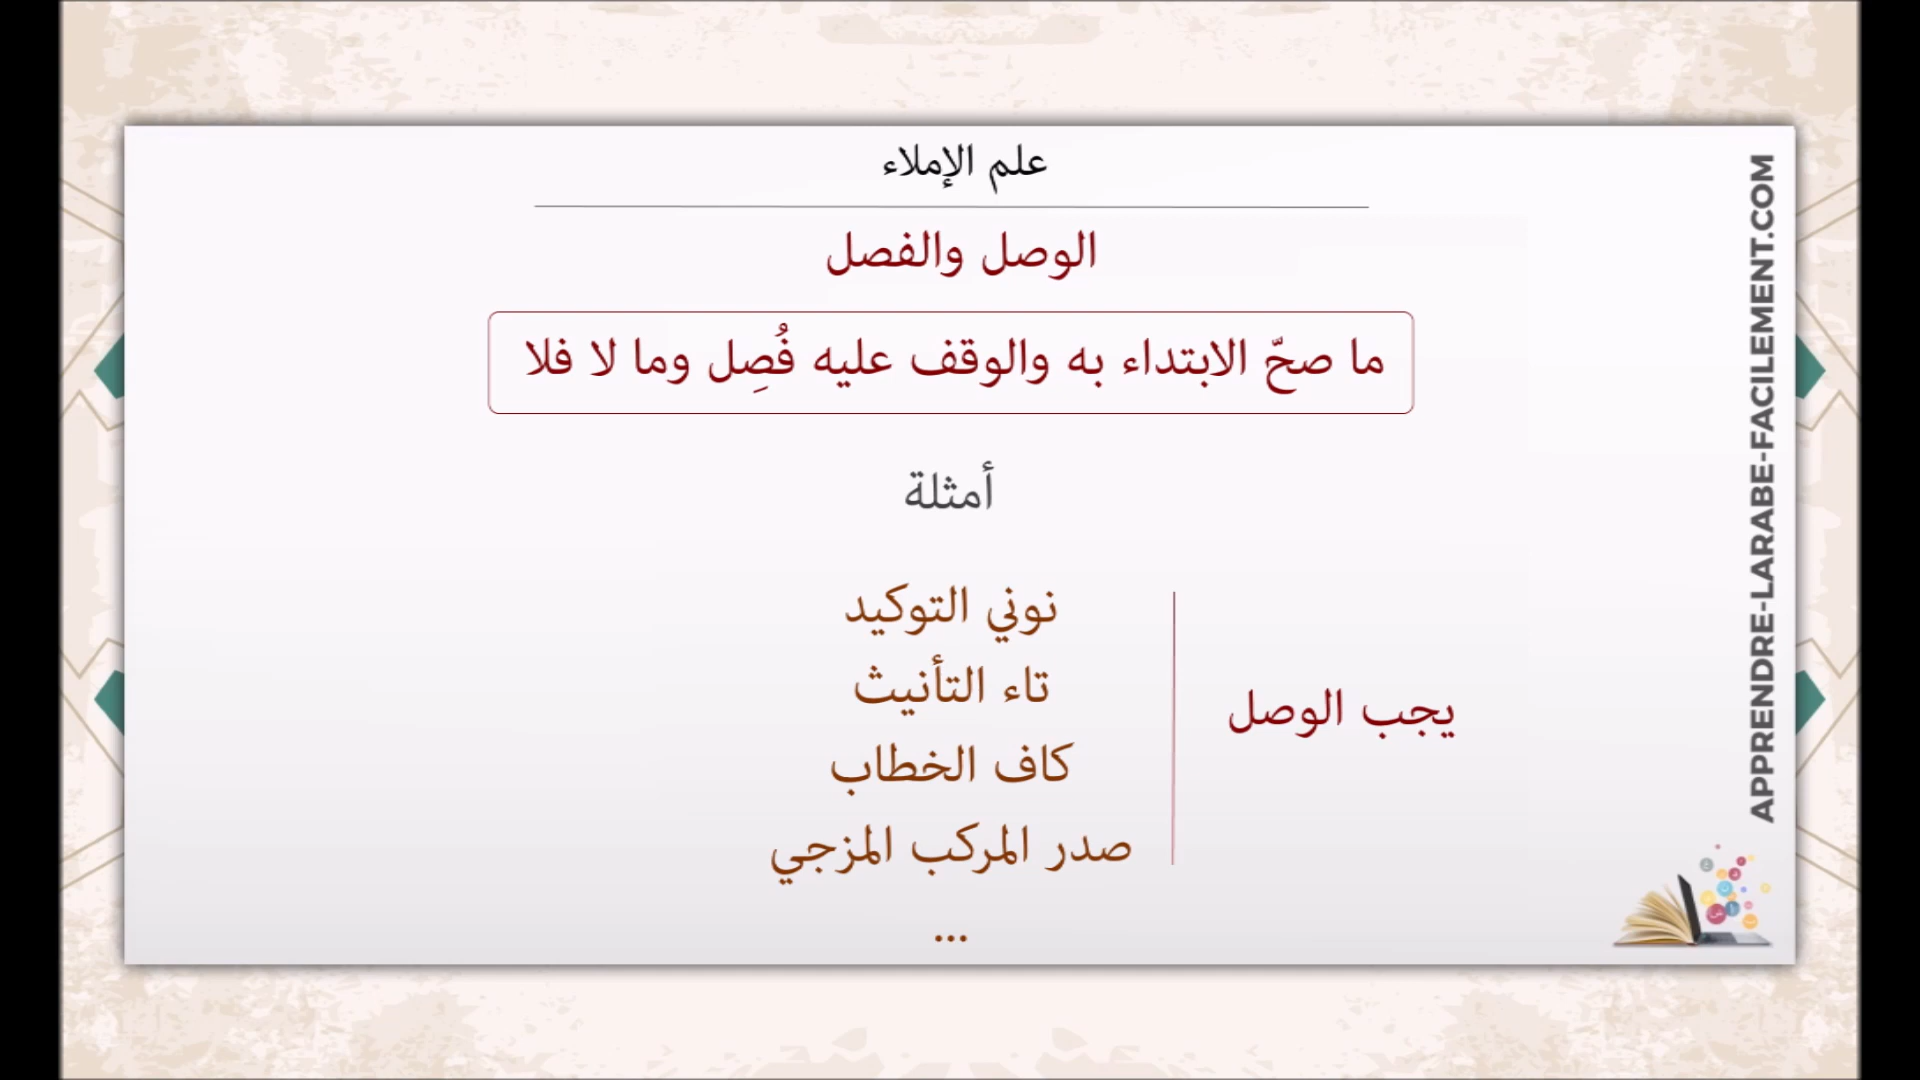 علم الإملاء
الوصل والفصل
ما صحّ الابتداء به والوقف عليه فُصِل وما لا فلا
أمثلة
يجب الوصل
نوني التوكيد
تاء التأنيث
كاف الخطاب
صدر المركب المزجي
...
APPRENDRE-LARABE-FACILEMENT.COM